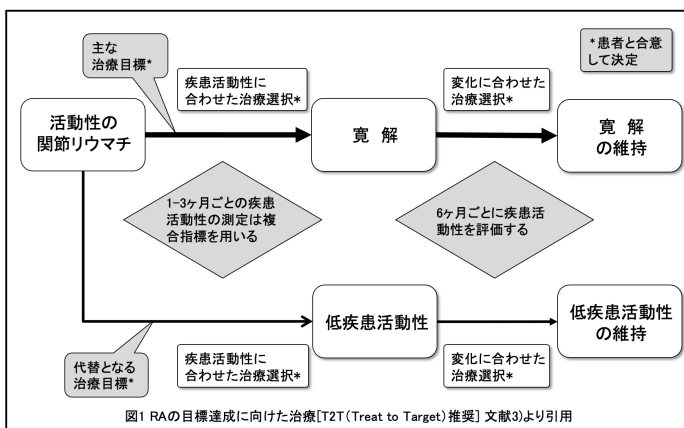 主な
治療目標*
*患者と合意
して決定
疾患活動性に
合わせた治療選択*
変化に合わせた
治療選択*
活動性の
関節リウマチ
寛 解
寛 解
の維持
1-3ヶ月ごとの疾患
活動性の測定は複
合指標を用いる
6ヶ月ごとに疾患活
動性を評価する
低疾患活動性
低疾患活動性
の維持
代替となる
治療目標*
疾患活動性に
合わせた治療選択*
変化に合わせた
治療選択*
図1 RAの目標達成に向けた治療[T2T(Treat to Target)推奨] 文献3)より引用